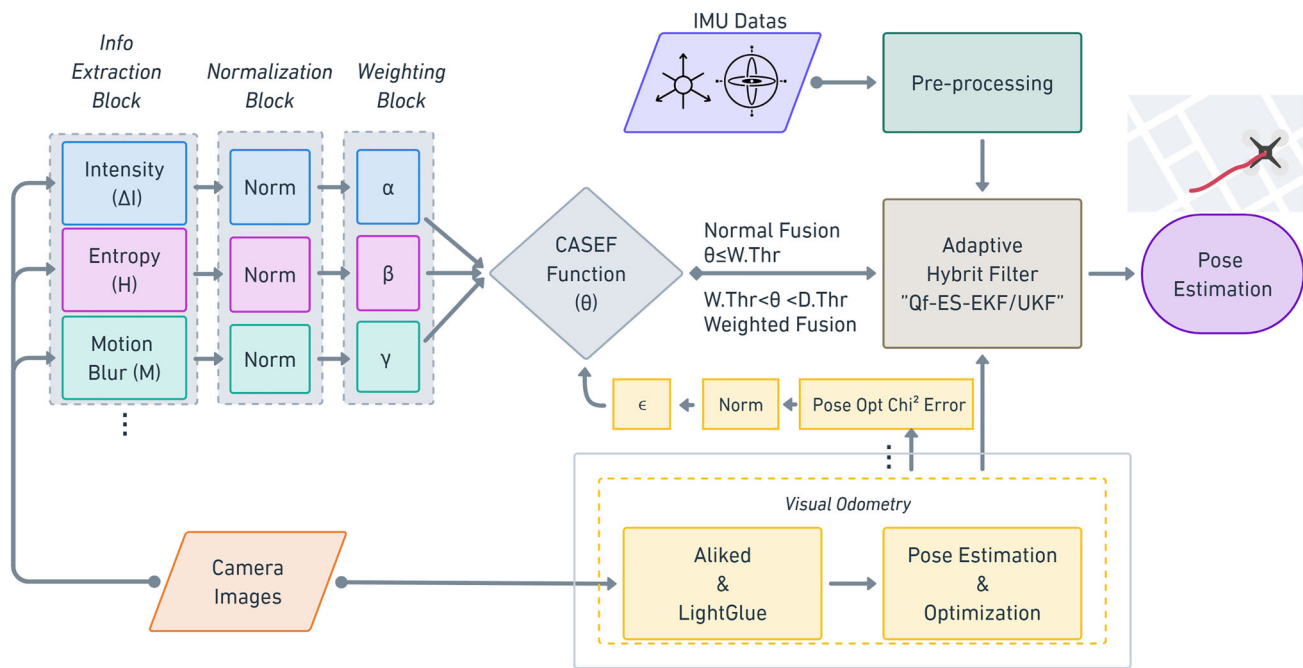 IMU Datas
Info
Extraction
Block
Normalization
Block
Weighting
Block
Pre-processing
Intensity
(ΔI)
Norm
α
Entropy
(H)
Norm
β
Motion
Blur (M)
Norm
γ
⋮
CASEF
Function
(θ)
Normal Fusion
θ≤W.Thr
W.Thr<θ <D.Thr
Weighted Fusion
Adaptive
Hybrit Filter
"Qf-ES-EKF/UKF”
Pose
Estimation
ϵ
Norm
Pose Opt Chi² Error
⋮
Visual Odometry
Aliked
&
LightGlue
Pose Estimation
&
Optimization
Camera
Images